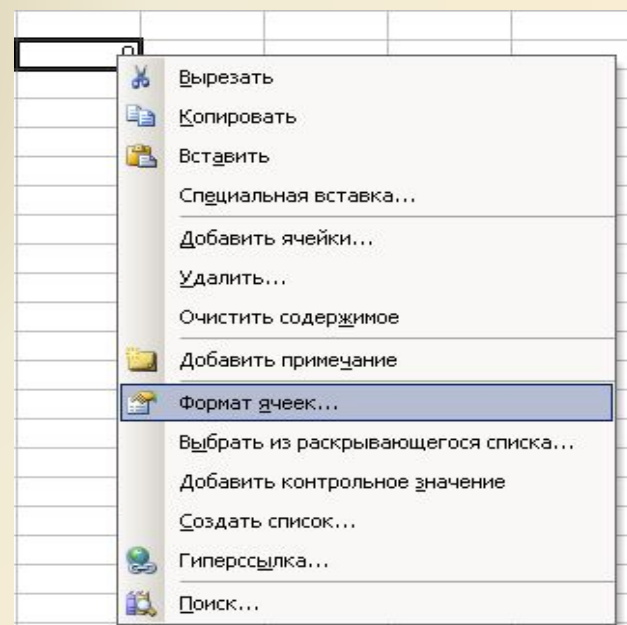 0
Вырезать
Копировать
Вставить
Специальная вставка...
Добавить ячейки...
Удалить...
Очистить содержимое
Добавить примечание
Формат ячеек...
Выбрать из раскрывающегося списка...
Добавить контрольное значение
Создать список...
Гиперссылка...
Поиск...